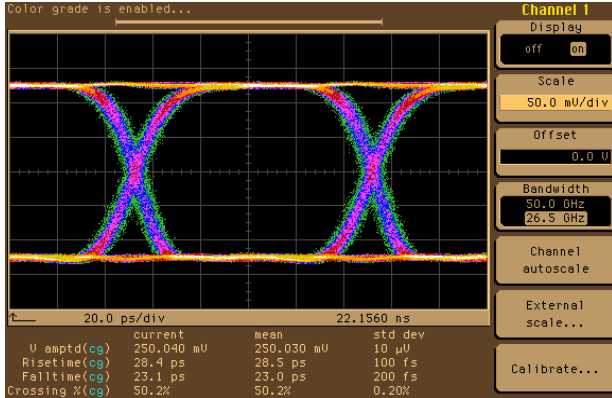 Color grade is enabled...
Channel 1
Display
off on
Scale
50.0 mV/div
Offset
0.0 V
Bandwidth
50.0 GHz
26.5 GHz
Channel
autoscale
External
scale...
Calibrate...
20.0 ps/div 22.1560 ns
current mean std dev
V amptd(cg) 250.040 mV 250.030 mV 10 µV
Risetime(cg) 28.4 ps 28.5 ps 100 fs
Falltime(cg) 23.1 ps 23.0 ps 200 fs
Crossing %(cg) 50.2% 50.2% 0.20%